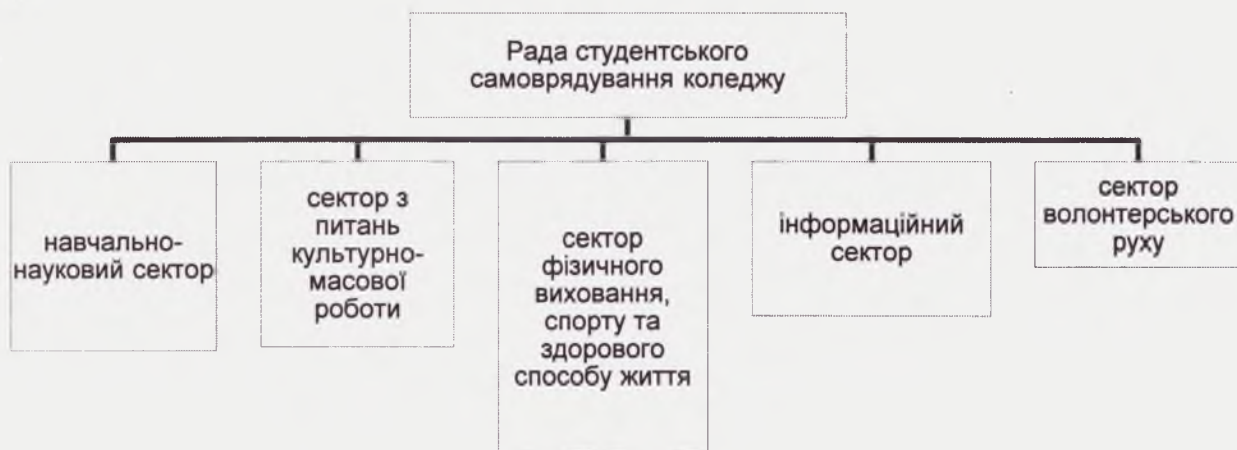 Рада студентського
самоврядування коледжу
навчально-
науковий сектор
сектор з
питань
культурно-
масової
роботи
сектор
фізичного
виховання,
спорту та
здорового
способу життя
інформаційний
сектор
сектор
волонтерського
руху